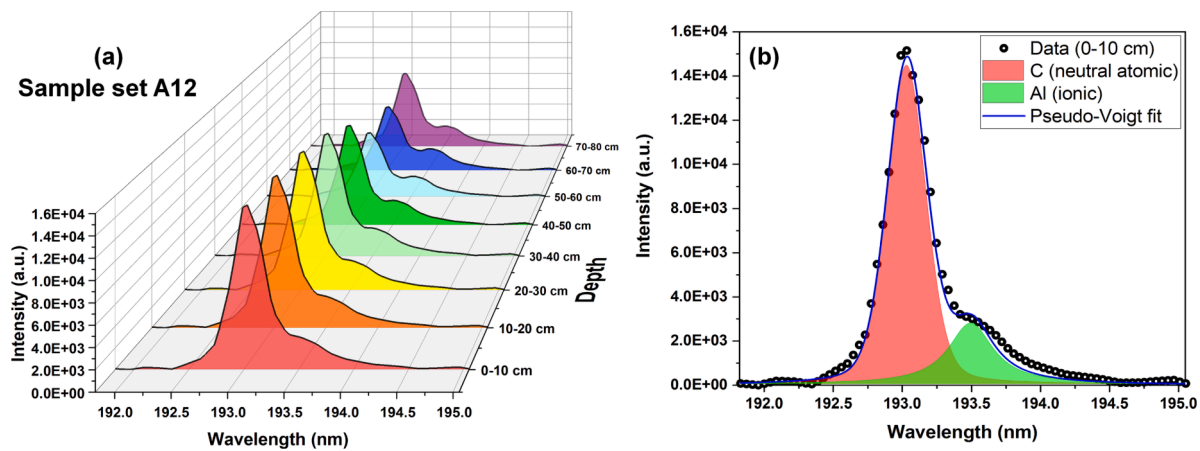 (a)
Sample set A12
1.6E+04
1.4E+04
1.2E+04
1.0E+04
8.0E+03
6.0E+03
4.0E+03
2.0E+03
0.0E+00
Intensity (a.u.)
192.0 192.5 193.0 193.5 194.0 194.5 195.0
Wavelength (nm)
70-80 cm
60-70 cm
50-60 cm
40-50 cm
30-40 cm
20-30 cm
10-20 cm
0-10 cm
Depth
(b)
Data (0-10 cm)
C (neutral atomic)
Al (ionic)
Pseudo-Voigt fit
1.6E+04
1.4E+04
1.2E+04
1.0E+04
8.0E+03
6.0E+03
4.0E+03
2.0E+03
0.0E+00
Intensity (a.u.)
192.0 192.5 193.0 193.5 194.0 194.5 195.0
Wavelength (nm)